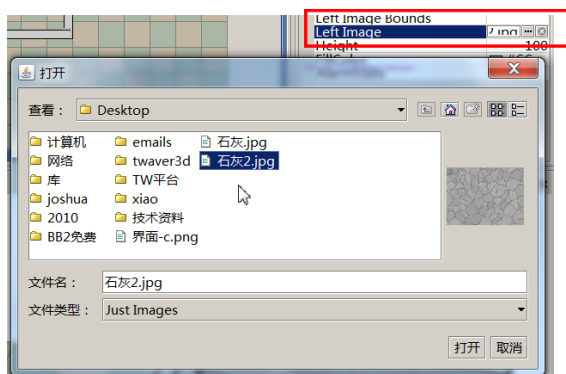 Left Image Bounds
Left Image 2.jpg
Height 100
打开
查看： Desktop
计算机 emails 石灰.jpg
网络 twaver3d 石灰2.jpg
库 TW平台
joshua xiao
2010 技术资料
BB2免费 界面-c.png
文件名： 石灰2.jpg
文件类型： Just Images
打开 取消